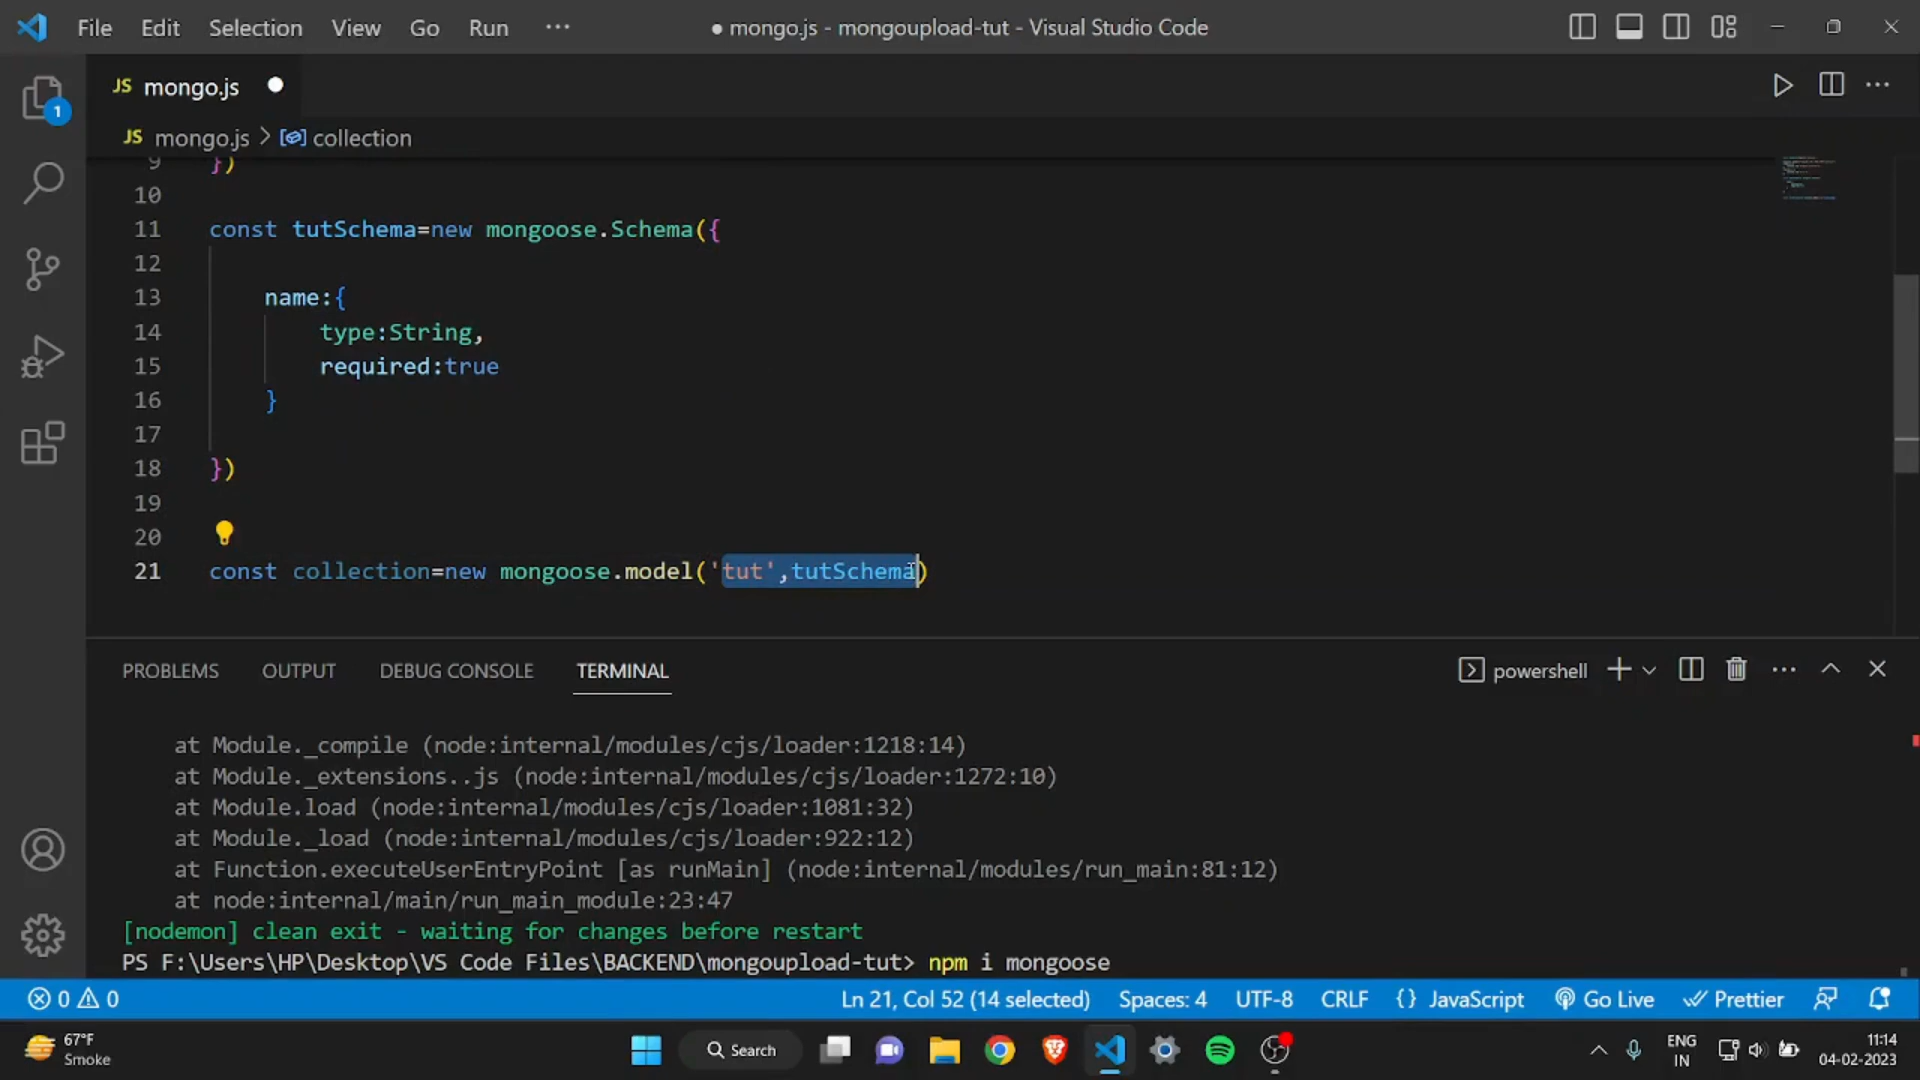 File Edit Selection View Go Run ···
● mongo.js - mongoupload-tut - Visual Studio Code
JS mongo.js
1
JS mongo.js > collection
9 })
10
11 const tutSchema=new mongoose.Schema({
12
13 name:{
14 type:String,
15 required:true
16 }
17
18 })
19
20
21 const collection=new mongoose.model('tut',tutSchema)
PROBLEMS OUTPUT DEBUG CONSOLE TERMINAL
powershell
at Module._compile (node:internal/modules/cjs/loader:1218:14)
at Module._extensions..js (node:internal/modules/cjs/loader:1272:10)
at Module.load (node:internal/modules/cjs/loader:1081:32)
at Module._load (node:internal/modules/cjs/loader:922:12)
at Function.executeUserEntryPoint [as runMain] (node:internal/modules/run_main:81:12)
at node:internal/main/run_main_module:23:47
[nodemon] clean exit - waiting for changes before restart
PS F:\Users\HP\Desktop\VS Code Files\BACKEND\mongoupload-tut> npm i mongoose
0 0 Ln 21, Col 52 (14 selected) Spaces: 4 UTF-8 CRLF {} JavaScript Go Live Prettier
67°F
Smoke
Search
ENG
IN
11:14
04-02-2023